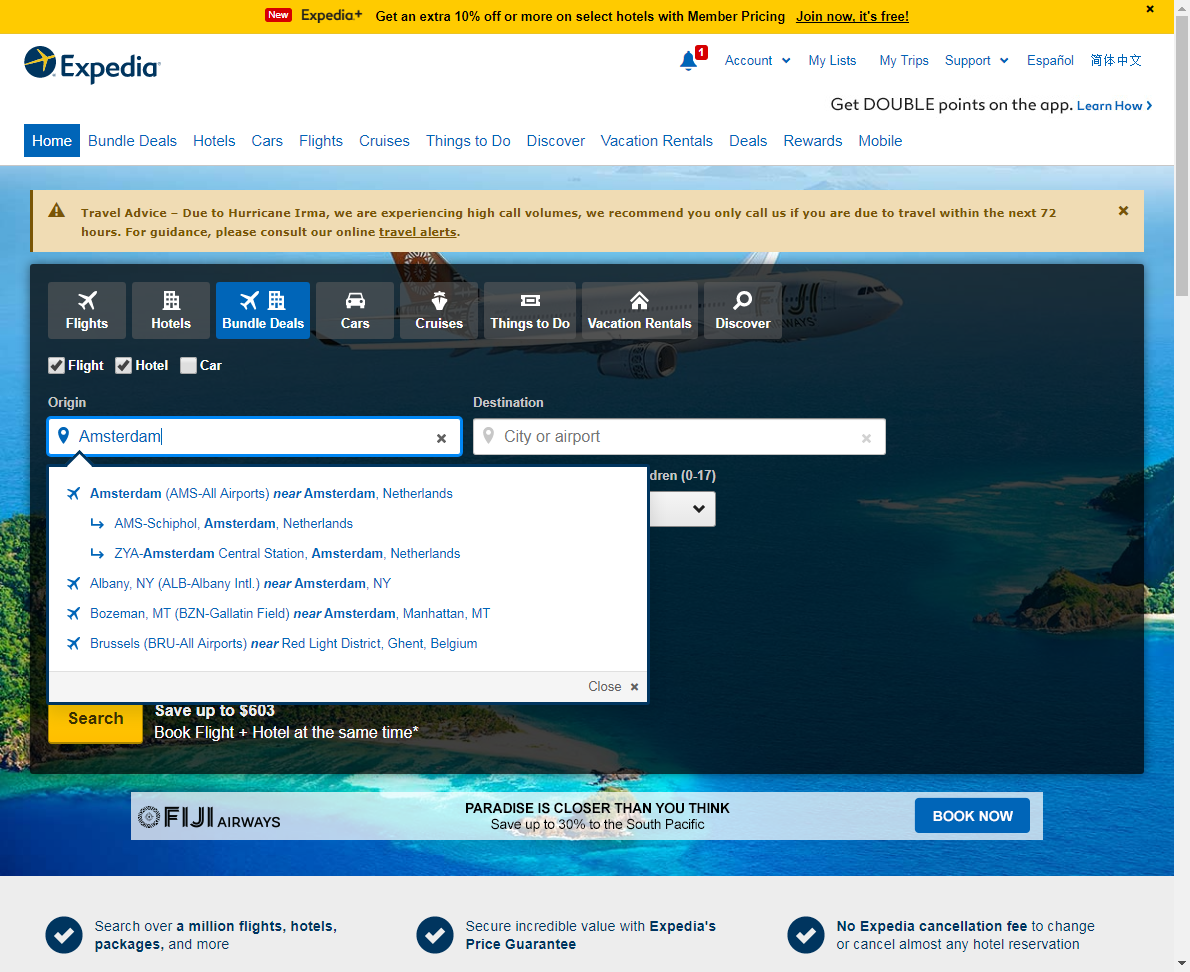 New Expedia+ Get an extra 10% off or more on select hotels with Member Pricing Join now, it's free!
Expedia
1 Account My Lists My Trips Support Español 简体中文
Get DOUBLE points on the app. Learn How
Home Bundle Deals Hotels Cars Flights Cruises Things to Do Discover Vacation Rentals Deals Rewards Mobile
Travel Advice – Due to Hurricane Irma, we are experiencing high call volumes, we recommend you only call us if you are due to travel within the next 72
hours. For guidance, please consult our online travel alerts.
Flights Hotels Bundle Deals Cars Cruises Things to Do Vacation Rentals Discover
Flight Hotel Car
Origin Destination
Amsterdam City or airport
dren (0-17)
Amsterdam (AMS-All Airports) near Amsterdam, Netherlands
AMS-Schiphol, Amsterdam, Netherlands
ZYA-Amsterdam Central Station, Amsterdam, Netherlands
Albany, NY (ALB-Albany Intl.) near Amsterdam, NY
Bozeman, MT (BZN-Gallatin Field) near Amsterdam, Manhattan, MT
Brussels (BRU-All Airports) near Red Light District, Ghent, Belgium
Close
Search
Save up to $603
Book Flight + Hotel at the same time*
FIJI AIRWAYS
PARADISE IS CLOSER THAN YOU THINK
Save up to 30% to the South Pacific
BOOK NOW
Search over a million flights, hotels,
packages, and more
Secure incredible value with Expedia's
Price Guarantee
No Expedia cancellation fee to change
or cancel almost any hotel reservation